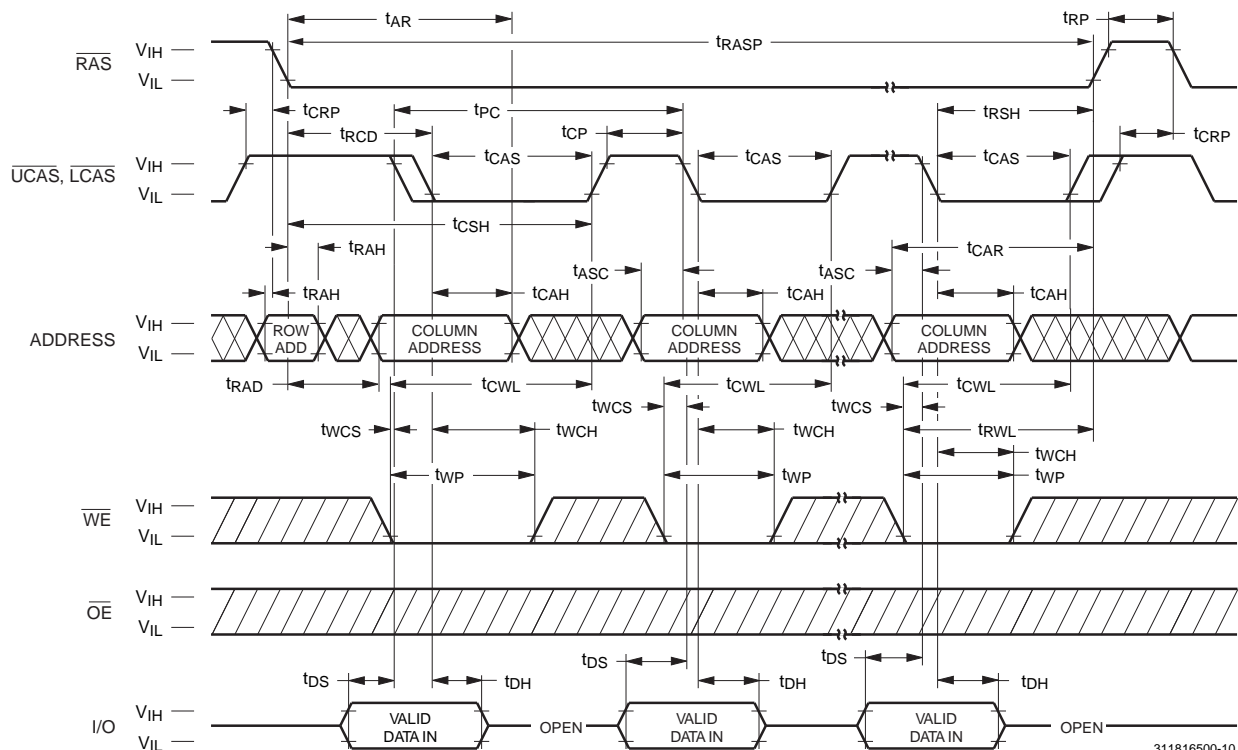 tAR
tRP
VIH
RAS
tRASP
VIL
tCRP
tPC
tRSH
tRCD
tCP
tCRP
VIH
UCAS, LCAS
tCAS
tCAS
tCAS
VIL
tCSH
tRAH
tCAR
tASC
tASC
tRAH
tCAH
tCAH
tCAH
VIH
ADDRESS
ROW
ADD
COLUMN
ADDRESS
COLUMN
ADDRESS
COLUMN
ADDRESS
VIL
tRAD
tCWL
tCWL
tCWL
tWCS
tWCS
tWCS
tWCH
tWCH
tRWL
tWCH
tWP
tWP
tWP
VIH
WE
VIL
VIH
OE
VIL
tDS
tDS
tDS
tDH
tDH
tDH
VIH
I/O
VALID
DATA IN
OPEN
VALID
DATA IN
VALID
DATA IN
OPEN
VIL
311816500-10